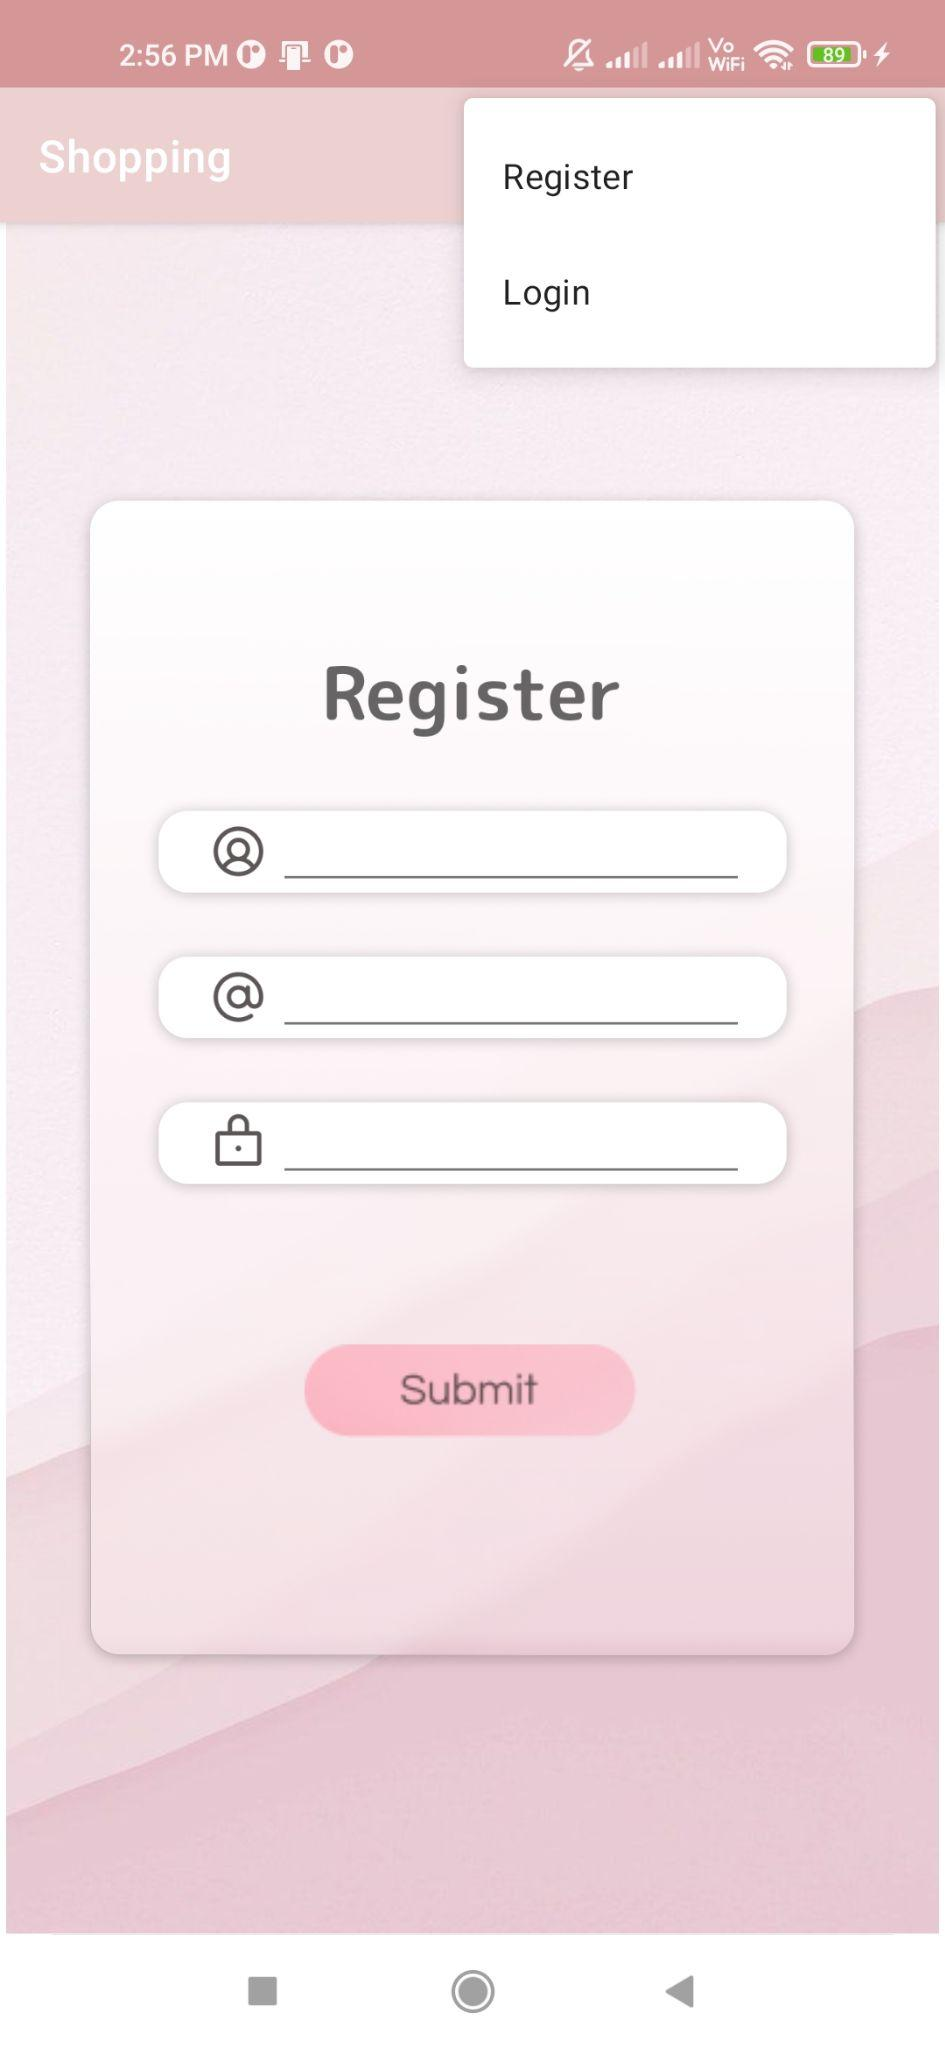 2:56 PM
Vo
WiFi
89
Shopping
Register
Login
Register
@
Submit